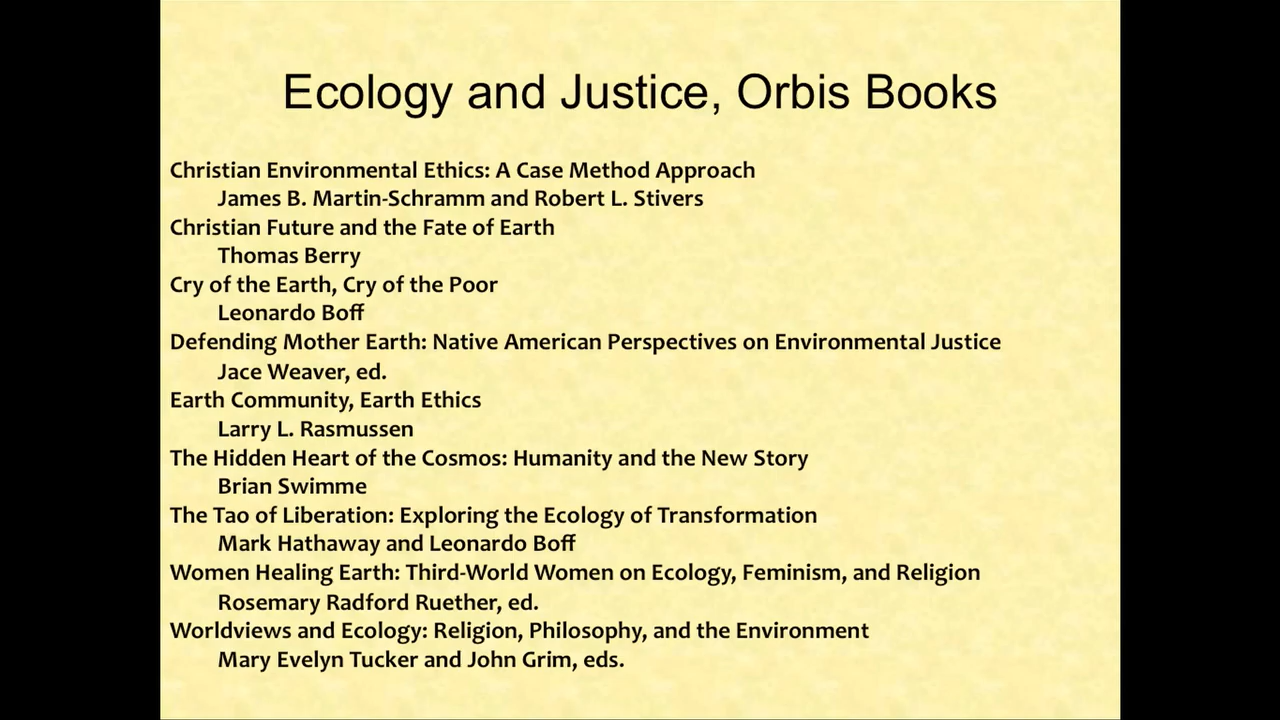 Ecology and Justice, Orbis Books
Christian Environmental Ethics: A Case Method Approach
James B. Martin-Schramm and Robert L. Stivers
Christian Future and the Fate of Earth
Thomas Berry
Cry of the Earth, Cry of the Poor
Leonardo Boff
Defending Mother Earth: Native American Perspectives on Environmental Justice
Jace Weaver, ed.
Earth Community, Earth Ethics
Larry L. Rasmussen
The Hidden Heart of the Cosmos: Humanity and the New Story
Brian Swimme
The Tao of Liberation: Exploring the Ecology of Transformation
Mark Hathaway and Leonardo Boff
Women Healing Earth: Third-World Women on Ecology, Feminism, and Religion
Rosemary Radford Ruether, ed.
Worldviews and Ecology: Religion, Philosophy, and the Environment
Mary Evelyn Tucker and John Grim, eds.